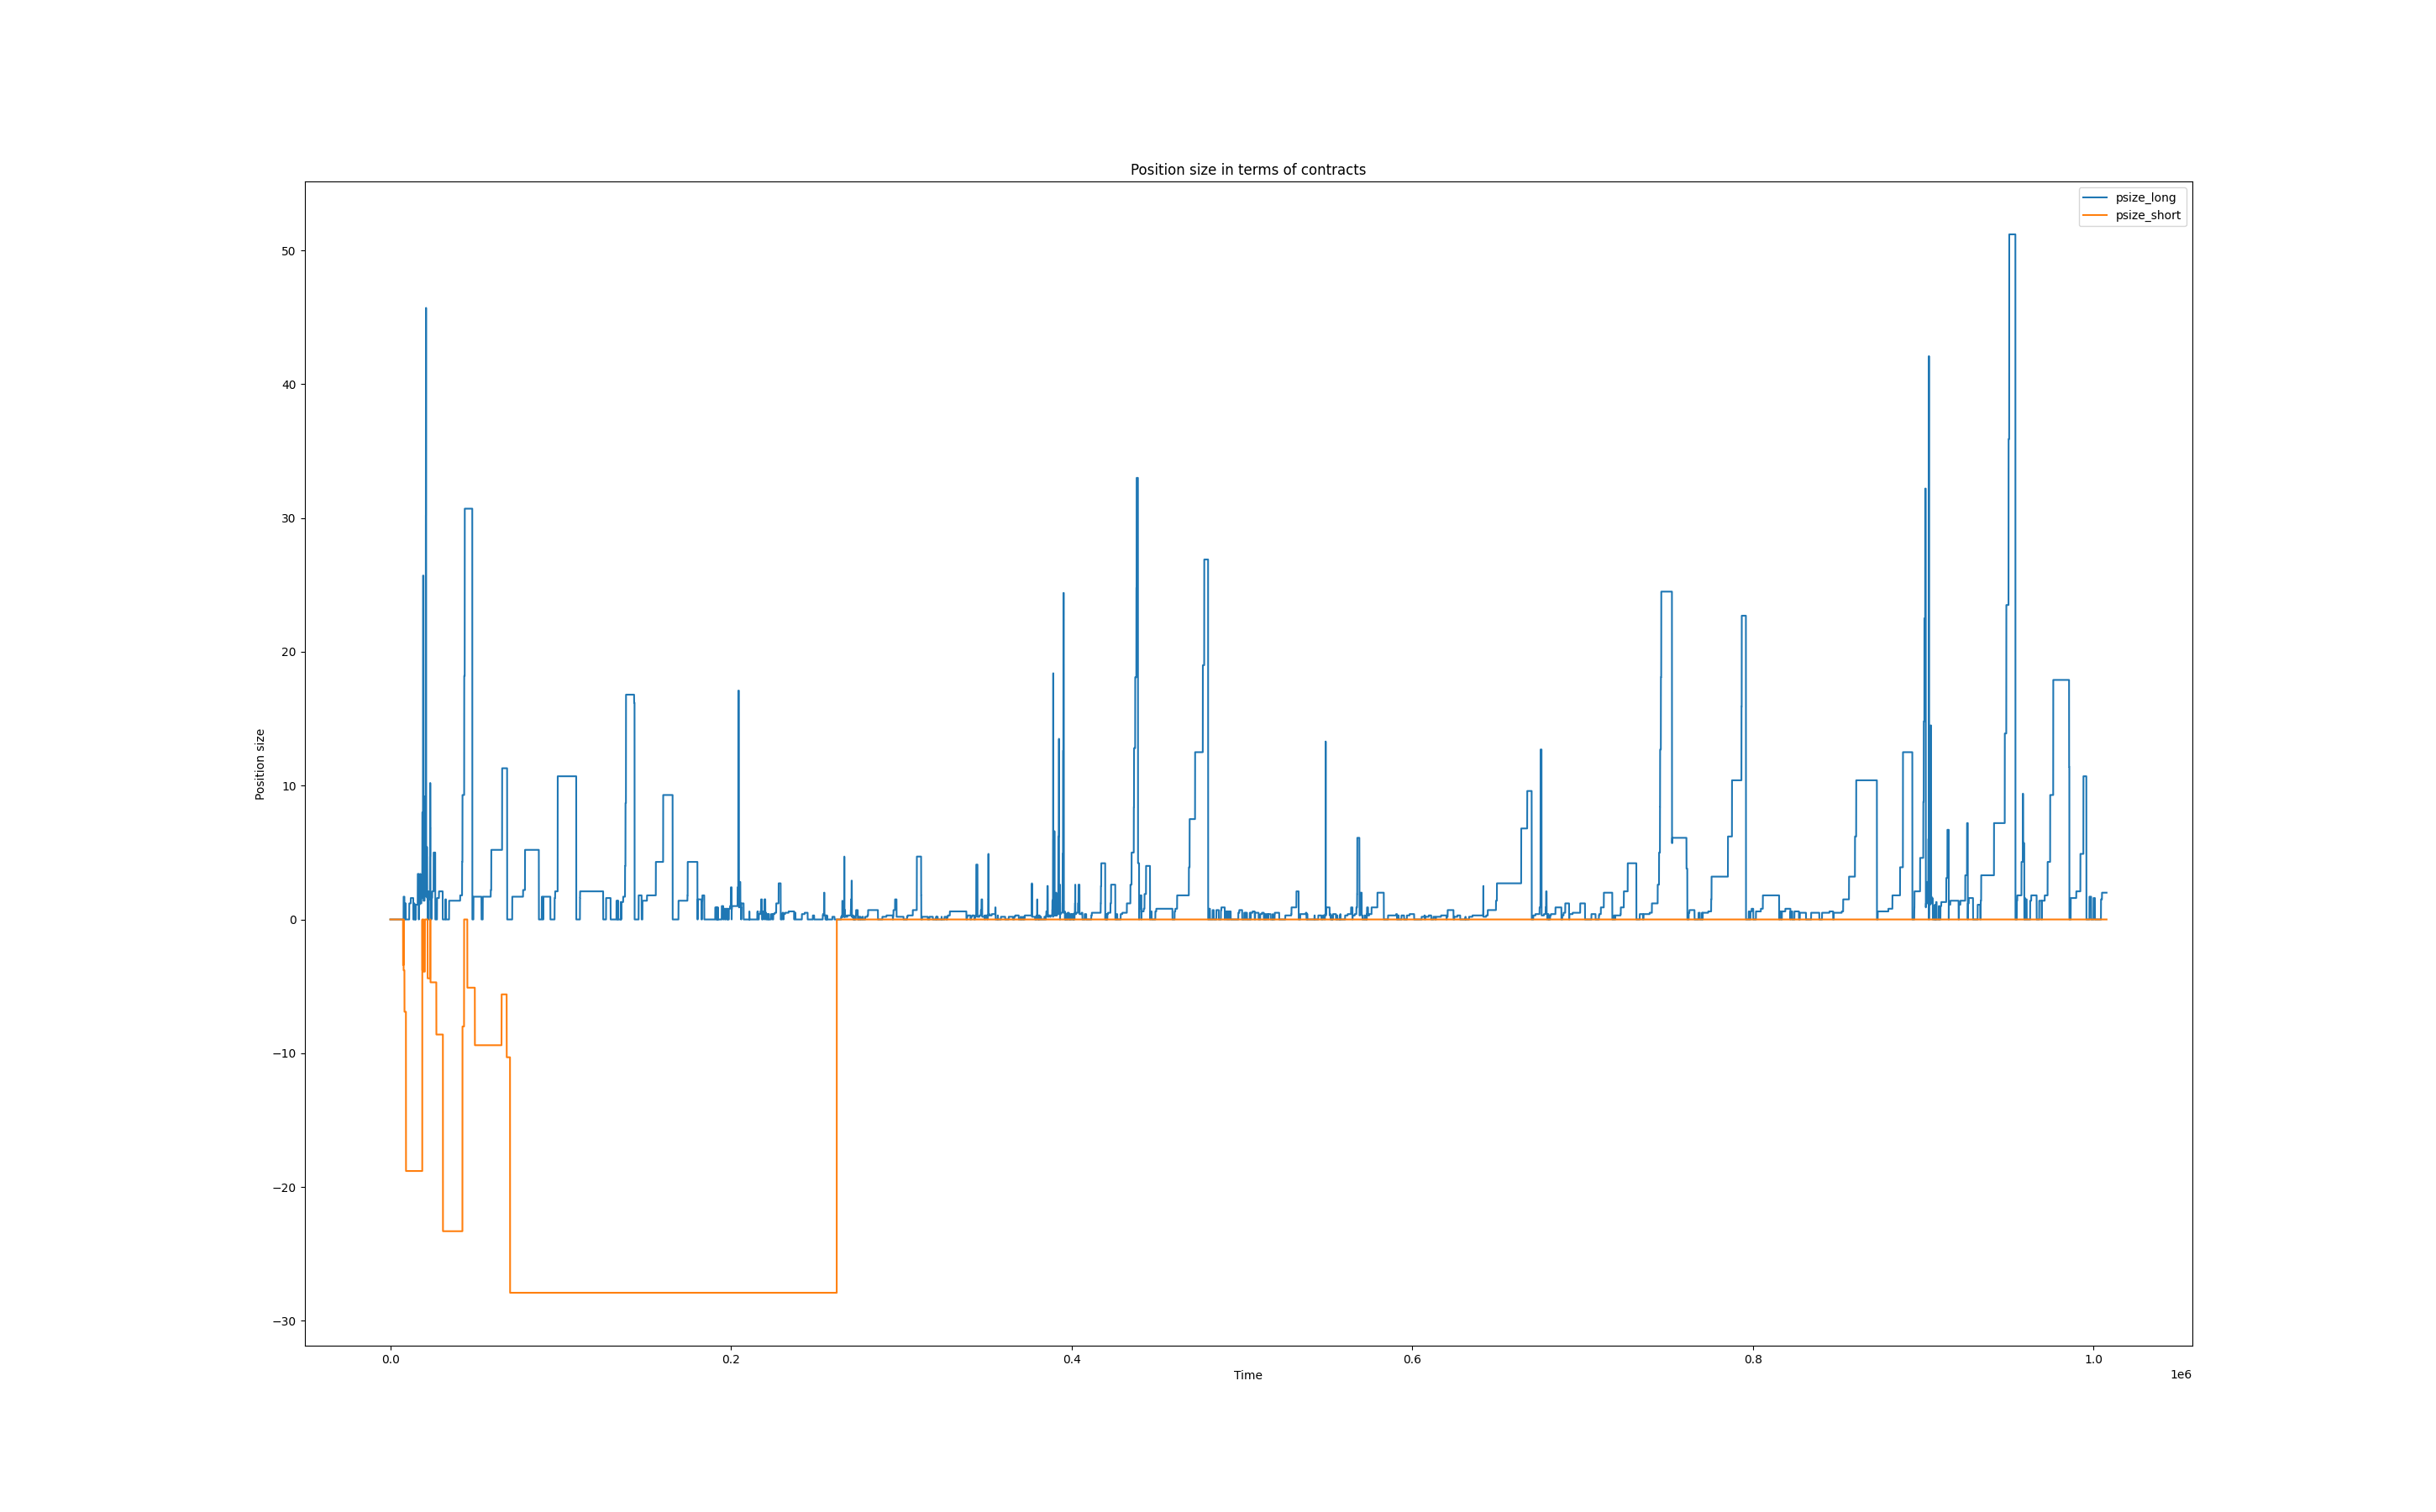 Position size in terms of contracts
psize_long
psize_short
50
40
30
20
10
0
−10
−20
−30
Position size
0.0
0.2
0.4
0.6
0.8
1.0
1e6
Time